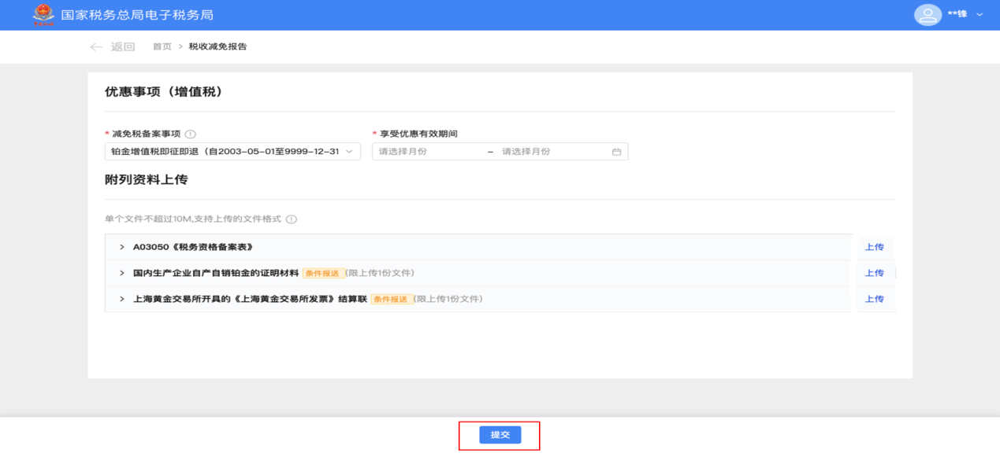 国家税务总局电子税务局
**锋
返回 首页 > 税收减免报告
优惠事项（增值税）
* 减免税备案事项 * 享受优惠有效期间
铂金增值税即征即退（自2003-05-01至9999-12-31 请选择月份 – 请选择月份
附列资料上传
单个文件不超过10M,支持上传的文件格式
A03050《税务资格备案表》 上传
国内生产企业自产自销铂金的证明材料 条件报送 (限上传1份文件) 上传
上海黄金交易所开具的《上海黄金交易所发票》结算联 条件报送 (限上传1份文件) 上传
提交